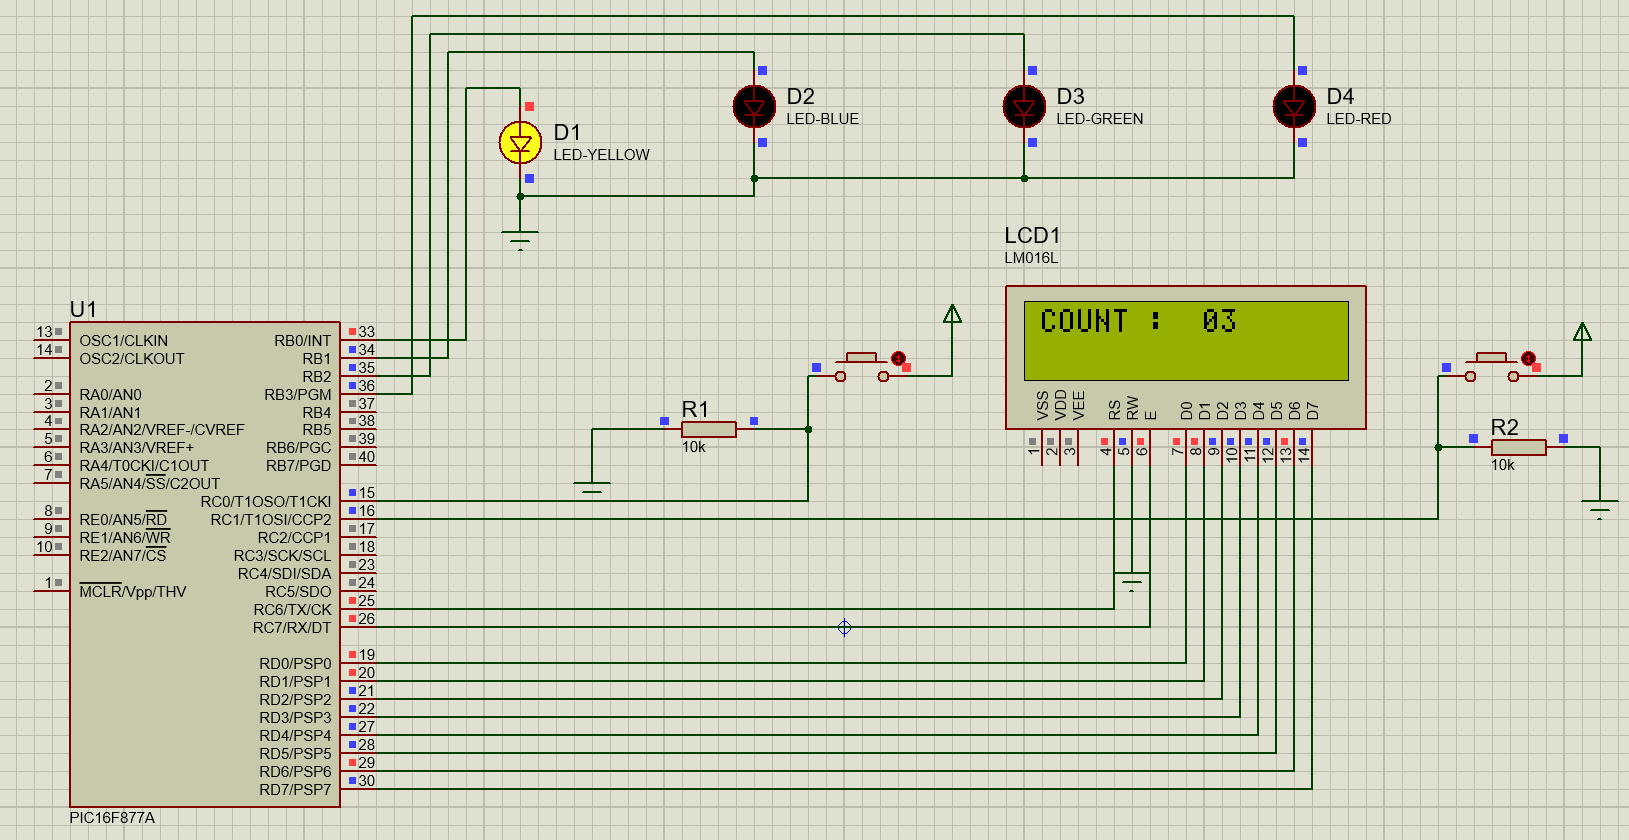 D1
LED-YELLOW
D2
LED-BLUE
D3
LED-GREEN
D4
LED-RED
LCD1
LM016L
COUNT : 03
VSS
VDD
VEE
RS
RW
E
D0
D1
D2
D3
D4
D5
D6
D7
1
2
3
4
5
6
7
8
9
10
11
12
13
14
R1
10k
R2
10k
U1
13 OSC1/CLKIN
14 OSC2/CLKOUT
2 RA0/AN0
3 RA1/AN1
4 RA2/AN2/VREF-/CVREF
5 RA3/AN3/VREF+
6 RA4/T0CKI/C1OUT
7 RA5/AN4/SS/C2OUT
8 RE0/AN5/RD
9 RE1/AN6/WR
10 RE2/AN7/CS
1 MCLR/Vpp/THV
RB0/INT 33
RB1 34
RB2 35
RB3/PGM 36
RB4 37
RB5 38
RB6/PGC 39
RB7/PGD 40
RC0/T1OSO/T1CKI 15
RC1/T1OSI/CCP2 16
RC2/CCP1 17
RC3/SCK/SCL 18
RC4/SDI/SDA 23
RC5/SDO 24
RC6/TX/CK 25
RC7/RX/DT 26
RD0/PSP0 19
RD1/PSP1 20
RD2/PSP2 21
RD3/PSP3 22
RD4/PSP4 27
RD5/PSP5 28
RD6/PSP6 29
RD7/PSP7 30
PIC16F877A